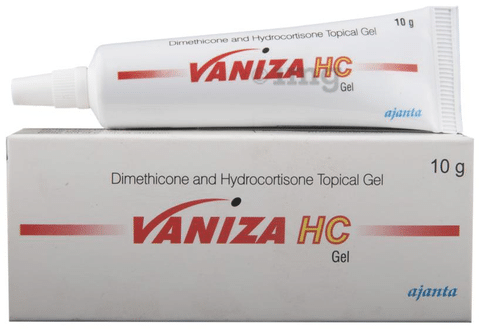 Dimethicone and Hydrocortisone Topical Gel
10 g
VANIZA HC
Gel
ajanta
10 g
Dimethicone and Hydrocortisone Topical Gel
VANIZA HC
Gel
ajanta